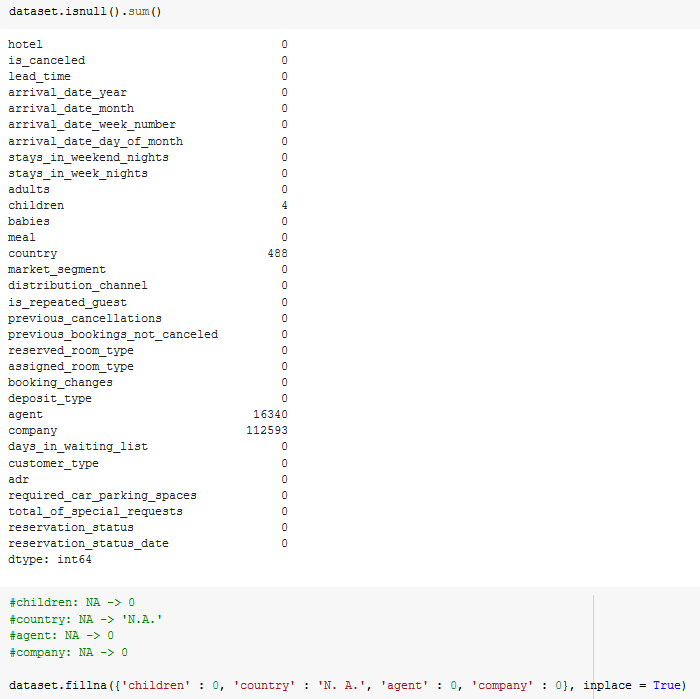 dataset.isnull().sum()
hotel 0
is_canceled 0
lead_time 0
arrival_date_year 0
arrival_date_month 0
arrival_date_week_number 0
arrival_date_day_of_month 0
stays_in_weekend_nights 0
stays_in_week_nights 0
adults 0
children 4
babies 0
meal 0
country 488
market_segment 0
distribution_channel 0
is_repeated_guest 0
previous_cancellations 0
previous_bookings_not_canceled 0
reserved_room_type 0
assigned_room_type 0
booking_changes 0
deposit_type 0
agent 16340
company 112593
days_in_waiting_list 0
customer_type 0
adr 0
required_car_parking_spaces 0
total_of_special_requests 0
reservation_status 0
reservation_status_date 0
dtype: int64
#children: NA -> 0
#country: NA -> 'N.A.'
#agent: NA -> 0
#company: NA -> 0
dataset.fillna({'children' : 0, 'country' : 'N. A.', 'agent' : 0, 'company' : 0}, inplace = True)